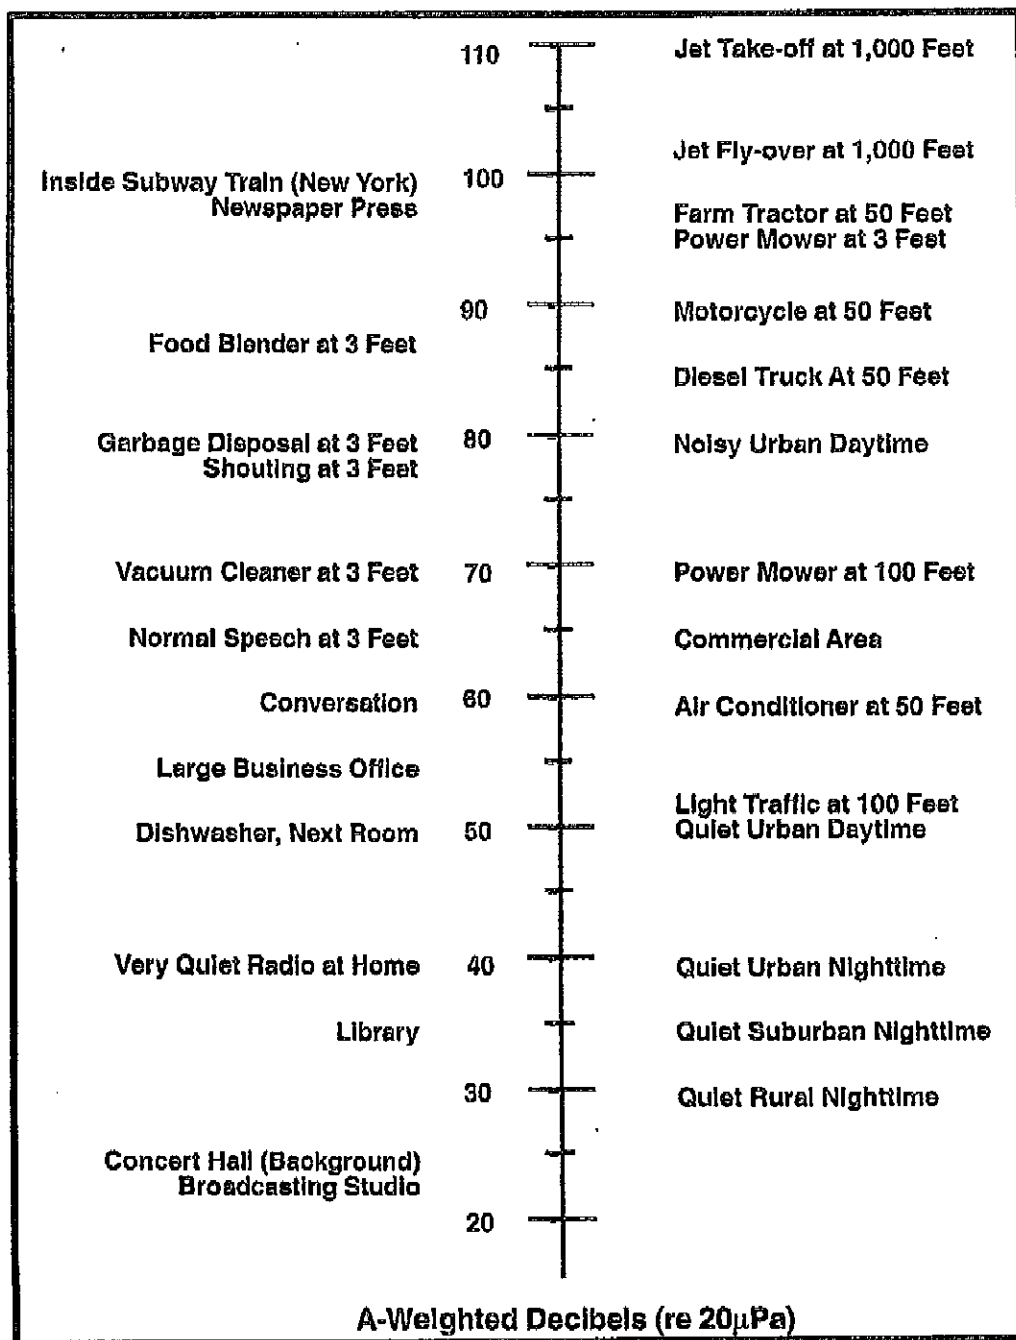 110
Jet Take-off at 1,000 Feet
Jet Fly-over at 1,000 Feet
Inside Subway Train (New York)
100
Newspaper Press
Farm Tractor at 50 Feet
Power Mower at 3 Feet
90
Motorcycle at 50 Feet
Food Blender at 3 Feet
Diesel Truck At 50 Feet
Garbage Disposal at 3 Feet
80
Noisy Urban Daytime
Shouting at 3 Feet
Vacuum Cleaner at 3 Feet
70
Power Mower at 100 Feet
Normal Speech at 3 Feet
Commercial Area
Conversation
60
Air Conditioner at 50 Feet
Large Business Office
Light Traffic at 100 Feet
Dishwasher, Next Room
50
Quiet Urban Daytime
Very Quiet Radio at Home
40
Quiet Urban Nighttime
Library
Quiet Suburban Nighttime
30
Quiet Rural Nighttime
Concert Hall (Background)
Broadcasting Studio
20
A-Weighted Decibels (re 20µPa)